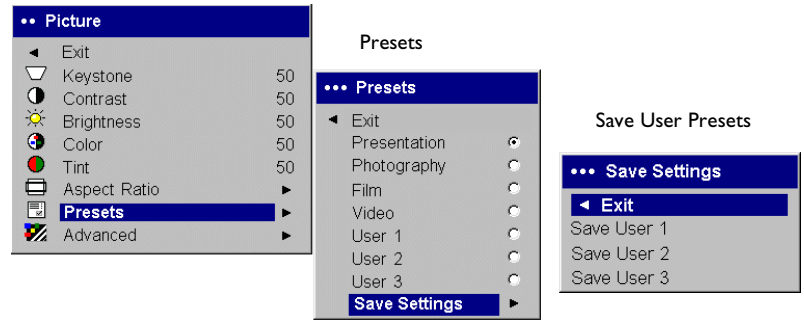 •• Picture
Exit
Keystone 50
Contrast 50
Brightness 50
Color 50
Tint 50
Aspect Ratio
Presets
Advanced
Presets
••• Presets
Exit
Presentation
Photography
Film
Video
User 1
User 2
User 3
Save Settings
Save User Presets
••• Save Settings
Exit
Save User 1
Save User 2
Save User 3